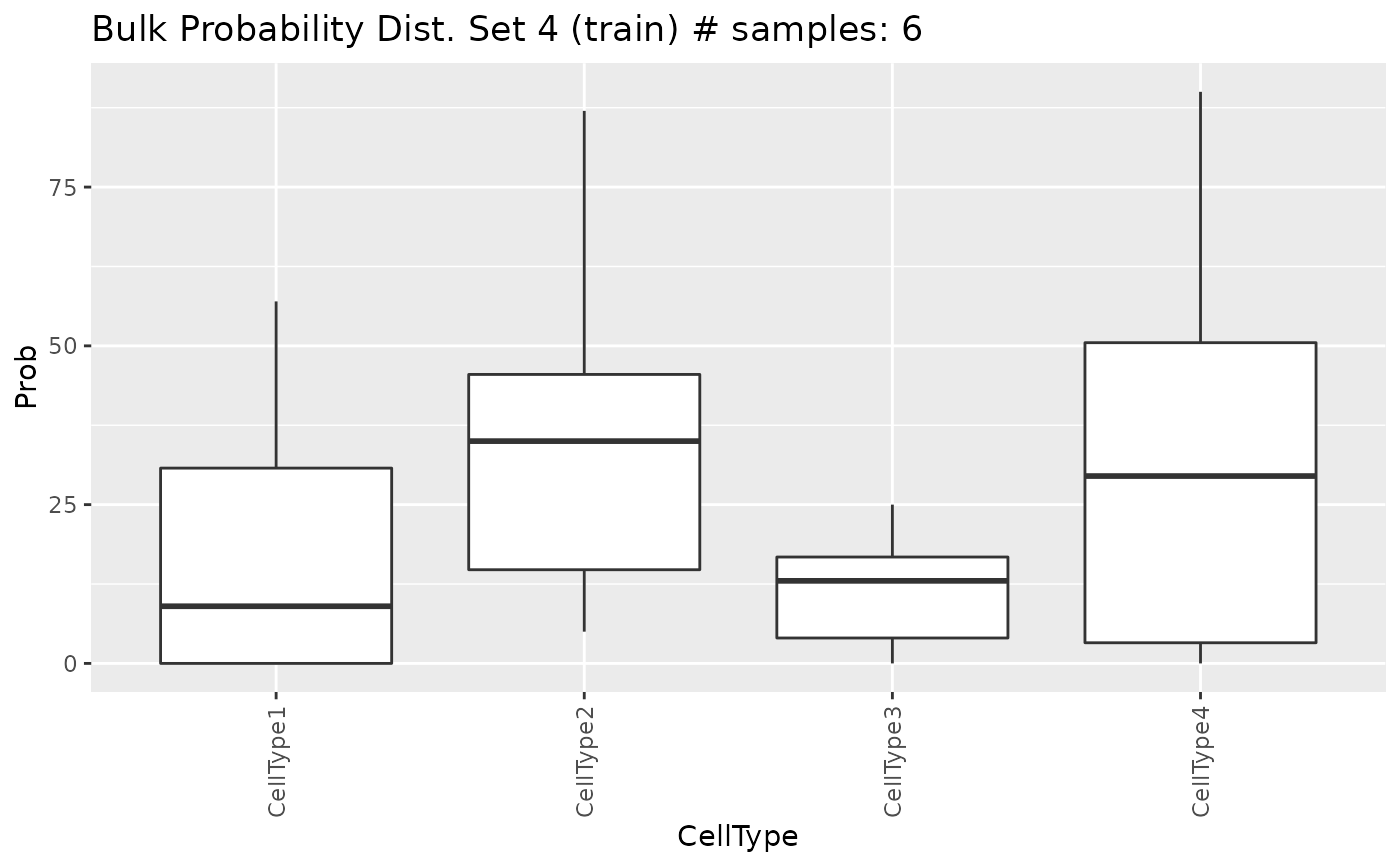 Bulk Probability Dist. Set 4 (train) # samples: 6
Prob
75
50
25
0
CellType1
CellType2
CellType3
CellType4
CellType